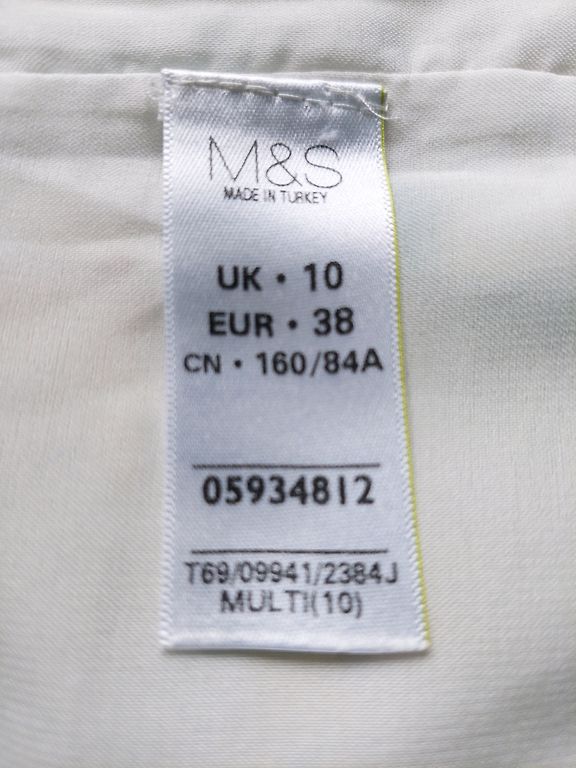 M&S
MADE IN TURKEY
UK • 10
EUR • 38
CN • 160/84A
05934812
T69/09941/2384J
MULTI(10)